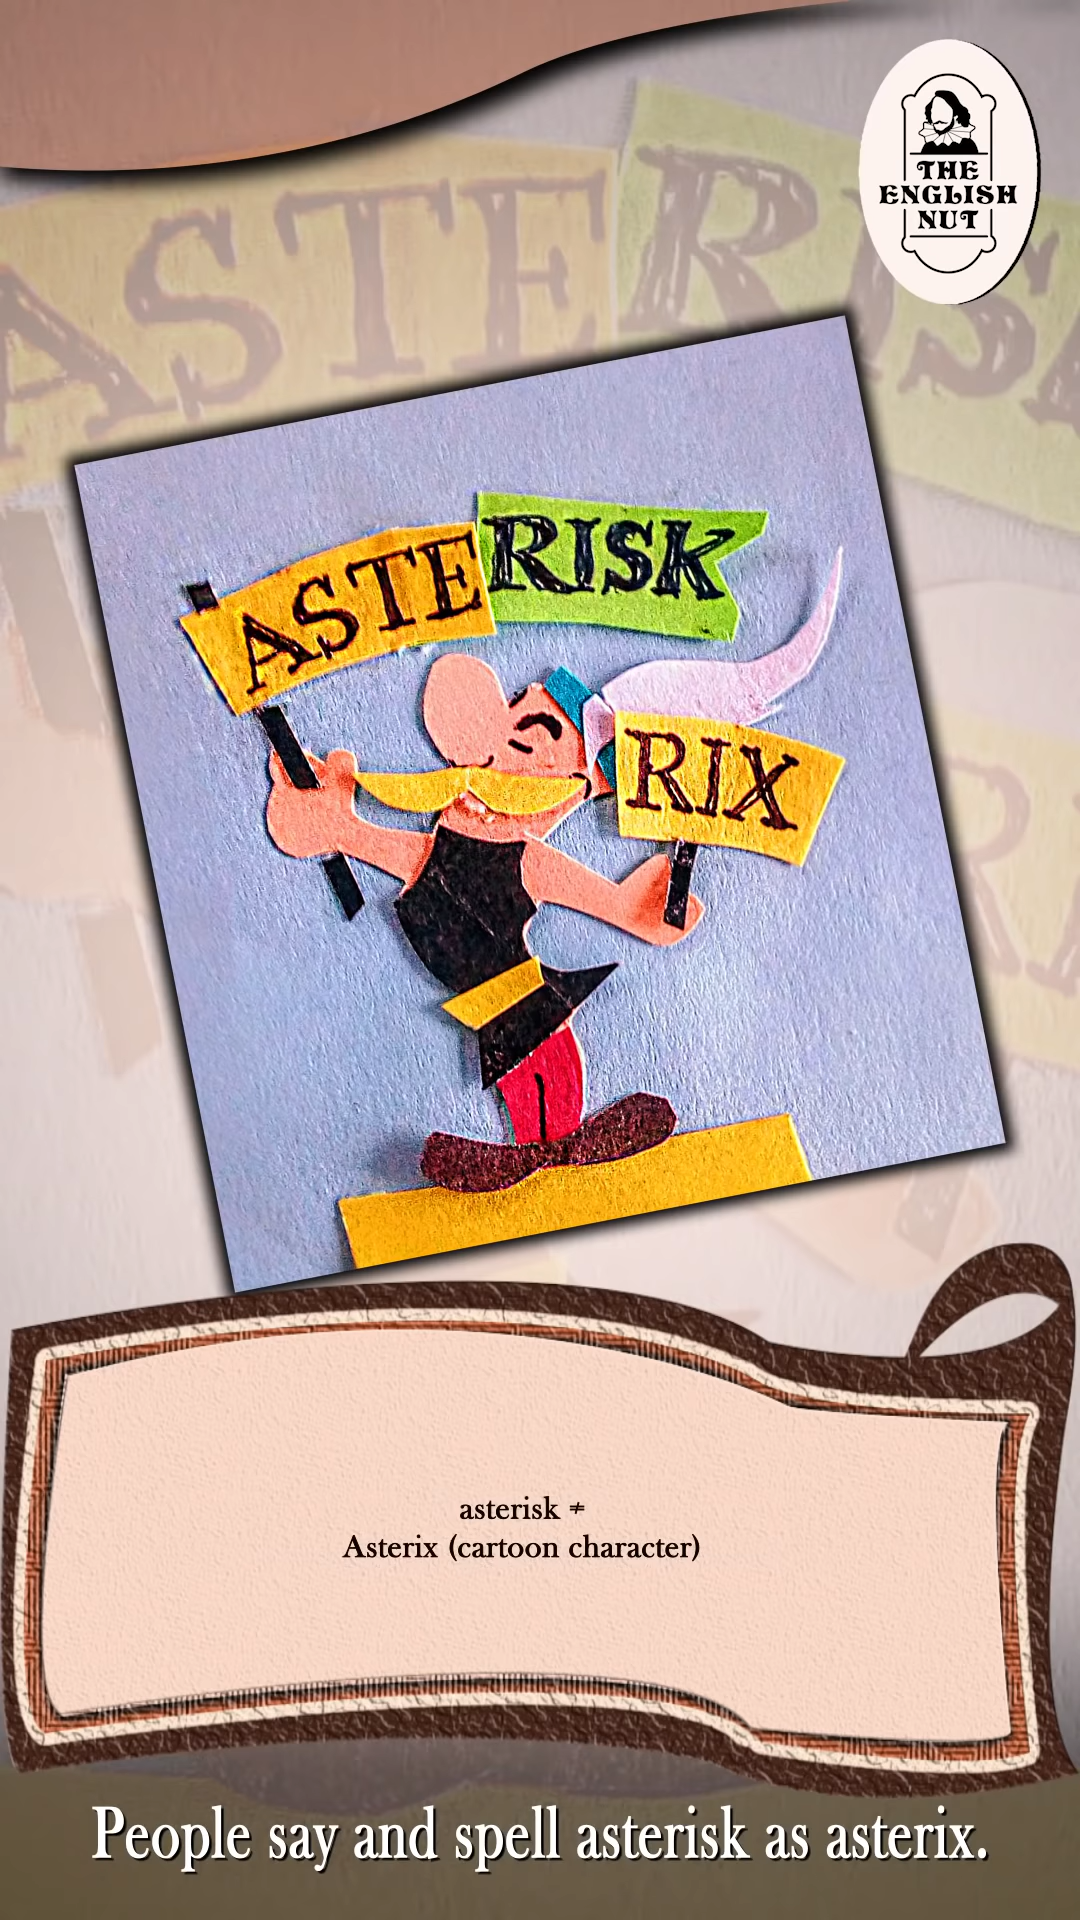 THE
ENGLISH
NUT
ASTERISK
RIX
asterisk ≠
Asterix (cartoon character)
People say and spell asterisk as asterix.